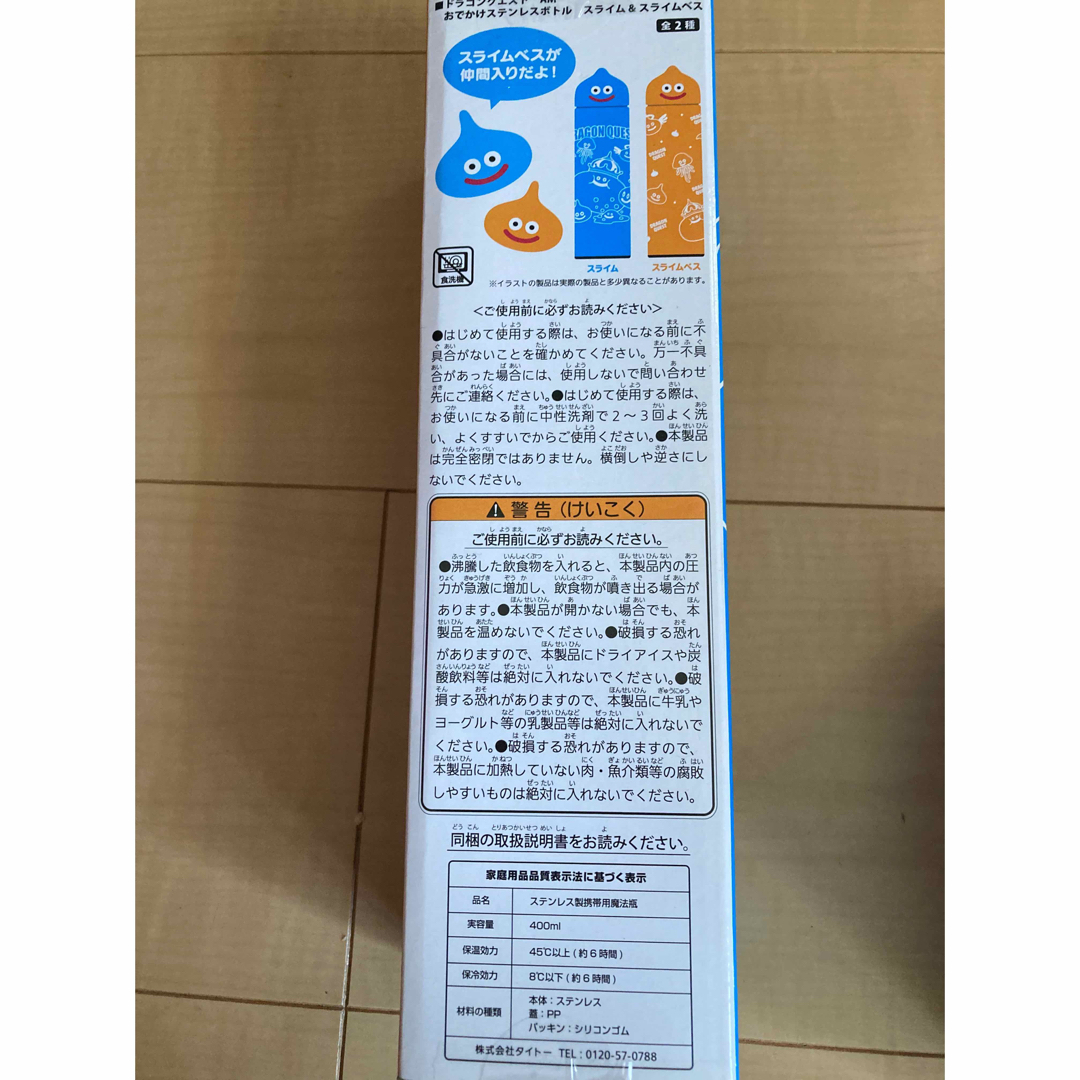 ■ドラゴンクエスト AM
おでかけステンレスボトル スライム＆スライムベス
全2種
スライムベスが
仲間入りだよ！
DRAGON QUEST
DRAGON QUEST
DRAGON QUEST
スライム
スライムベス
食洗機
※イラストの製品は実際の製品と多少異なることがあります。
＜ご使用前に必ずお読みください＞
●はじめて使用する際は、お使いになる前に不
具合がないことを確かめてください。万一不具
合があった場合には、使用しないで問い合わせ
先にご連絡ください。●はじめて使用する際は、
お使いになる前に中性洗剤で2～3回よく洗
い、よくすすいでからご使用ください。●本製品
は完全密閉ではありません。横倒しや逆さにし
ないでください。
警告（けいこく）
ご使用前に必ずお読みください。
●沸騰した飲食物を入れると、本製品内の圧
力が急激に増加し、飲食物が噴き出る場合が
あります。●本製品が開かない場合でも、本
製品を温めないでください。●破損する恐れ
がありますので、本製品にドライアイスや炭
酸飲料等は絶対に入れないでください。●破
損する恐れがありますので、本製品に牛乳や
ヨーグルト等の乳製品等は絶対に入れないで
ください。●破損する恐れがありますので、
本製品に加熱していない肉・魚介類等の腐敗
しやすいものは絶対に入れないでください。
同梱の取扱説明書をお読みください。
家庭用品品質表示法に基づく表示
品名 ステンレス製携帯用魔法瓶
実容量 400ml
保温効力 45℃以上（約6時間）
保冷効力 8℃以下（約6時間）
材料の種類 本体：ステンレス
蓋：PP
パッキン：シリコンゴム
株式会社タイトー TEL：0120-57-0788